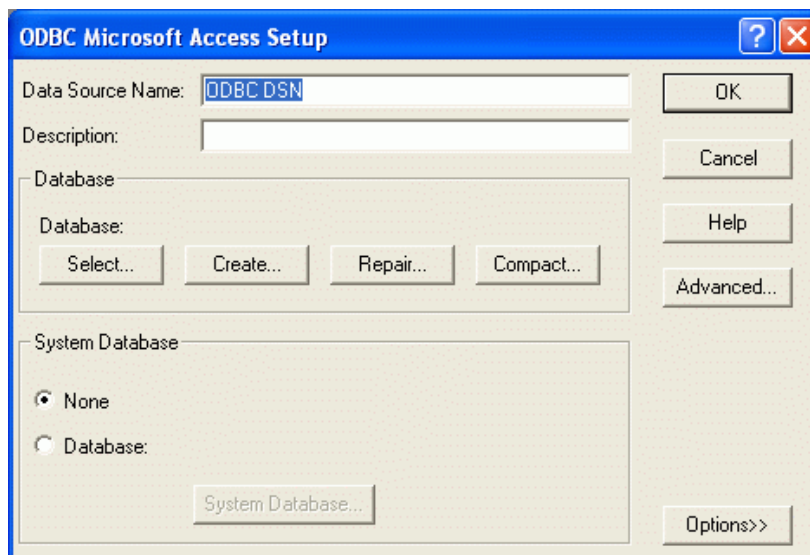 ODBC Microsoft Access Setup
Data Source Name: ODBC DSN
OK
Description:
Cancel
Database
Database:
Select... Create... Repair... Compact...
Help
Advanced...
System Database
None
Database:
System Database...
Options>>